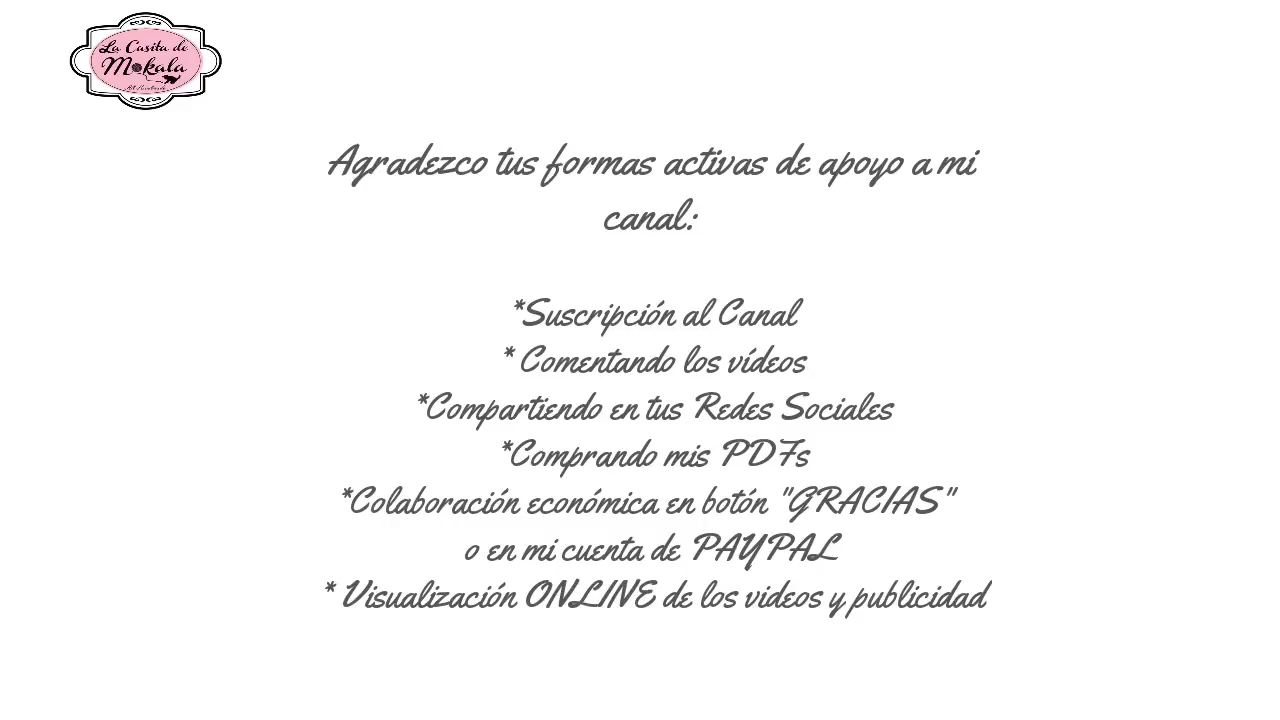 La Casita de
Mokala
Agradezco tus formas activas de apoyo a mi
canal:
*Suscripción al Canal
* Comentando los vídeos
*Compartiendo en tus Redes Sociales
*Comprando mis PDFs
*Colaboración económica en botón "GRACIAS"
o en mi cuenta de PAYPAL
* Visualización ONLINE de los videos y publicidad